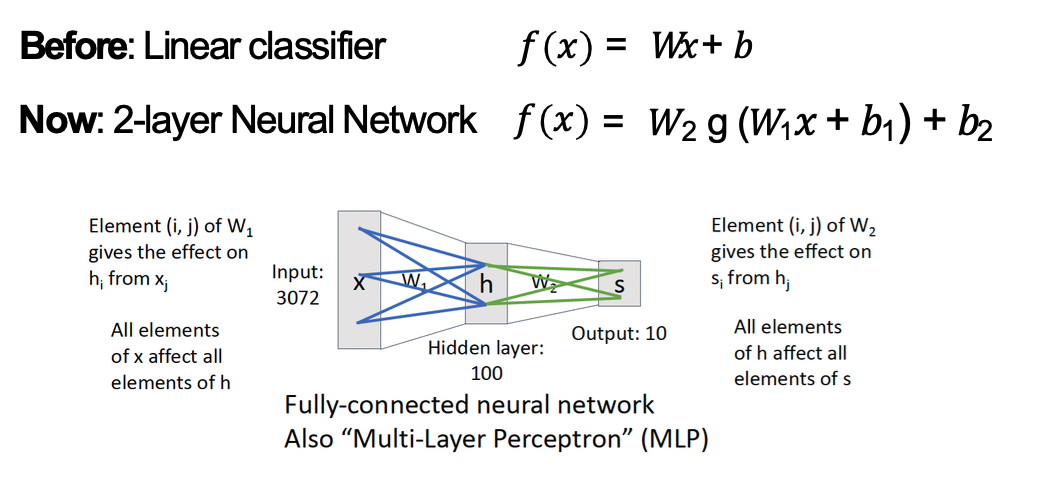 Before: Linear classifier f(x) = Wx + b
Now: 2-layer Neural Network f(x) = W₂ g (W₁x + b₁) + b₂
Element (i, j) of W₁
gives the effect on
hᵢ from xⱼ
All elements
of x affect all
elements of h
Input:
3072
x
W₁
h
W₂
s
Hidden layer:
100
Output: 10
Element (i, j) of W₂
gives the effect on
sᵢ from hⱼ
All elements
of h affect all
elements of s
Fully-connected neural network
Also “Multi-Layer Perceptron” (MLP)